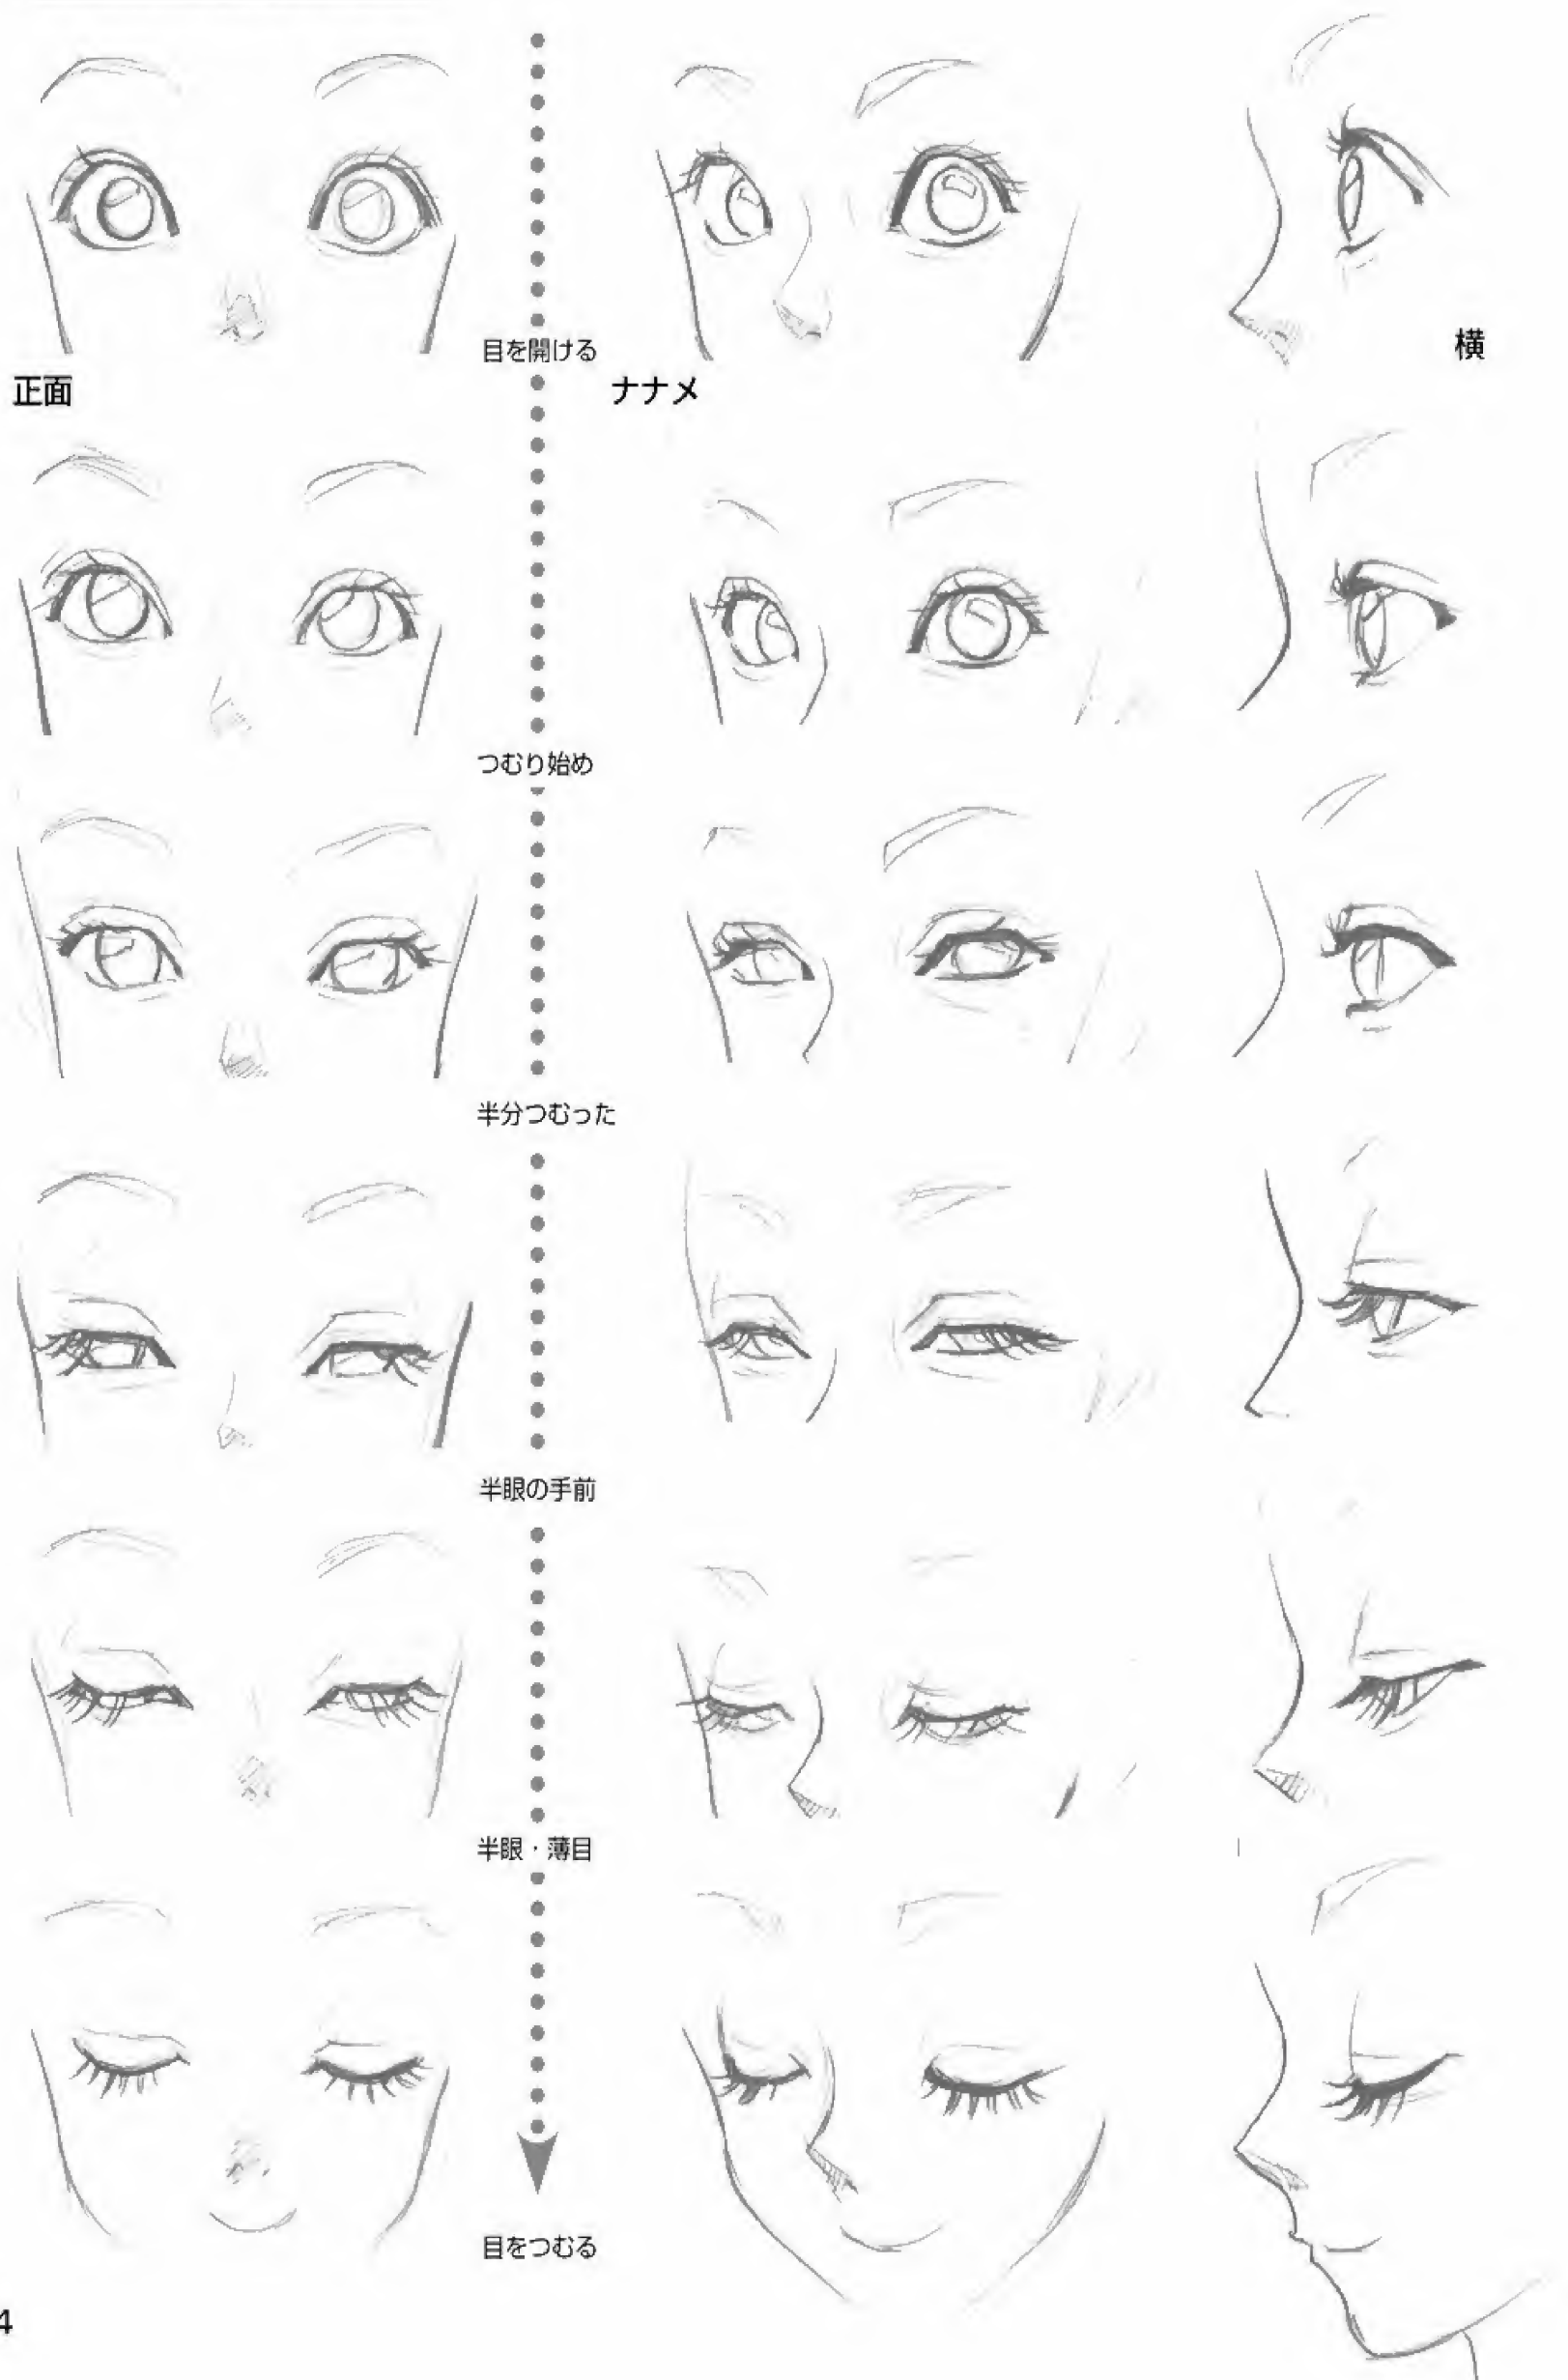 目を開ける
横
正面
ナナメ
つむり始め
半分つむった
半眼の手前
半眼・薄目
目をつむる
4